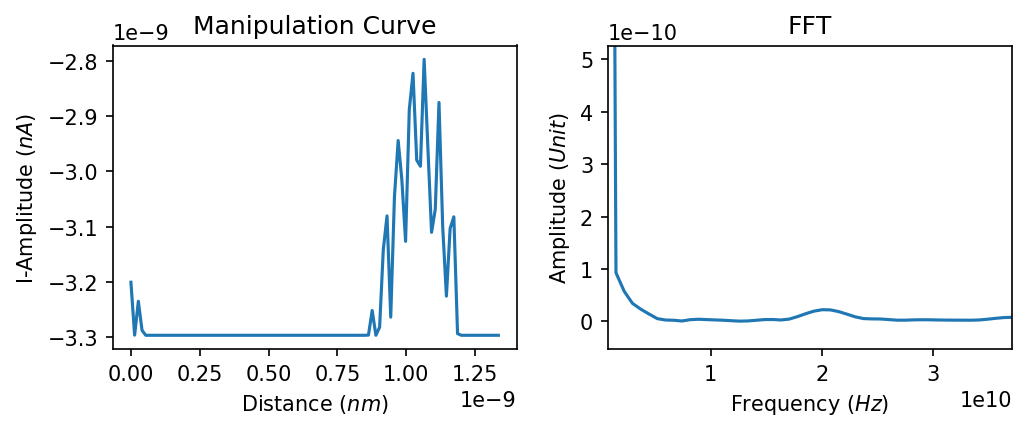 Manipulation Curve
1e−9
−2.8
−2.9
−3.0
−3.1
−3.2
−3.3
I-Amplitude (nA)
0.00 0.25 0.50 0.75 1.00 1.25
1e−9
Distance (nm)
FFT
1e−10
5
4
3
2
1
0
Amplitude (Unit)
1 2 3
1e10
Frequency (Hz)